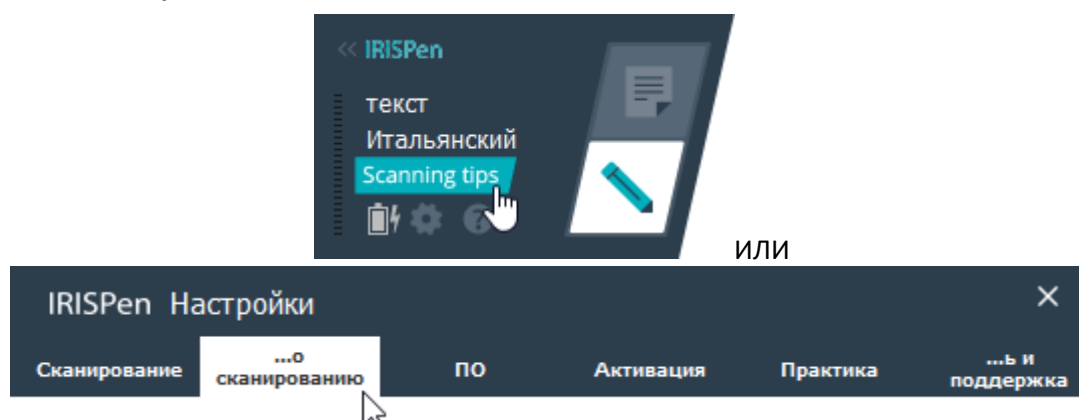 << IRISPen
текст
Итальянский
Scanning tips
или
IRISPen Настройки
Сканирование
...о
сканированию
ПО
Активация
Практика
...ь и
поддержка